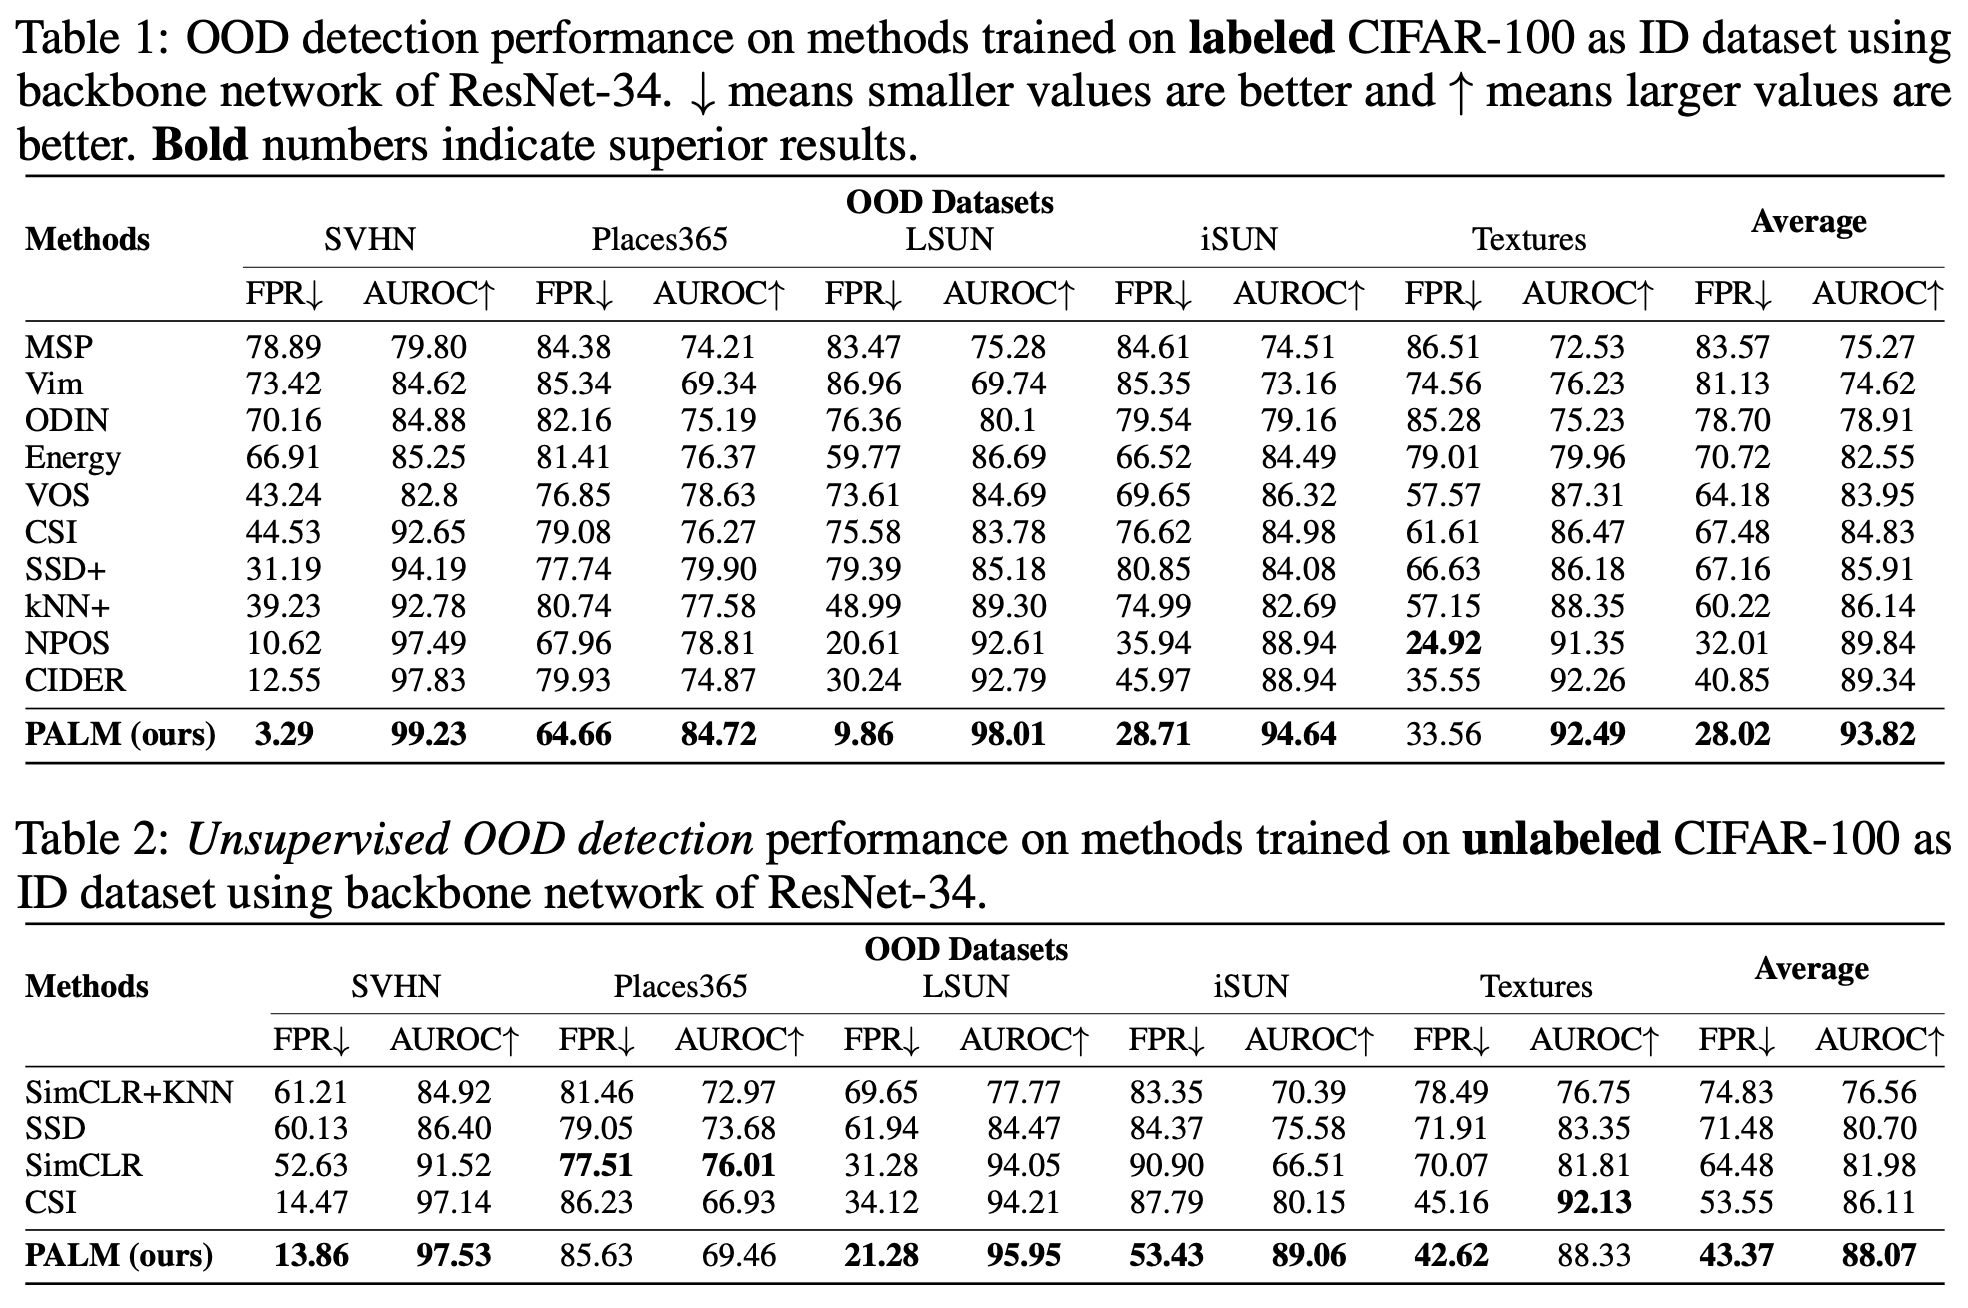 Table 1: OOD detection performance on methods trained on labeled CIFAR-100 as ID dataset using
backbone network of ResNet-34. ↓ means smaller values are better and ↑ means larger values are
better. Bold numbers indicate superior results.
OOD Datasets
Methods SVHN Places365 LSUN iSUN Textures Average
FPR↓ AUROC↑ FPR↓ AUROC↑ FPR↓ AUROC↑ FPR↓ AUROC↑ FPR↓ AUROC↑ FPR↓ AUROC↑
MSP 78.89 79.80 84.38 74.21 83.47 75.28 84.61 74.51 86.51 72.53 83.57 75.27
Vim 73.42 84.62 85.34 69.34 86.96 69.74 85.35 73.16 74.56 76.23 81.13 74.62
ODIN 70.16 84.88 82.16 75.19 76.36 80.1 79.54 79.16 85.28 75.23 78.70 78.91
Energy 66.91 85.25 81.41 76.37 59.77 86.69 66.52 84.49 79.01 79.96 70.72 82.55
VOS 43.24 82.8 76.85 78.63 73.61 84.69 69.65 86.32 57.57 87.31 64.18 83.95
CSI 44.53 92.65 79.08 76.27 75.58 83.78 76.62 84.98 61.61 86.47 67.48 84.83
SSD+ 31.19 94.19 77.74 79.90 79.39 85.18 80.85 84.08 66.63 86.18 67.16 85.91
kNN+ 39.23 92.78 80.74 77.58 48.99 89.30 74.99 82.69 57.15 88.35 60.22 86.14
NPOS 10.62 97.49 67.96 78.81 20.61 92.61 35.94 88.94 24.92 91.35 32.01 89.84
CIDER 12.55 97.83 79.93 74.87 30.24 92.79 45.97 88.94 35.55 92.26 40.85 89.34
PALM (ours) 3.29 99.23 64.66 84.72 9.86 98.01 28.71 94.64 33.56 92.49 28.02 93.82
Table 2: Unsupervised OOD detection performance on methods trained on unlabeled CIFAR-100 as
ID dataset using backbone network of ResNet-34.
OOD Datasets
Methods SVHN Places365 LSUN iSUN Textures Average
FPR↓ AUROC↑ FPR↓ AUROC↑ FPR↓ AUROC↑ FPR↓ AUROC↑ FPR↓ AUROC↑ FPR↓ AUROC↑
SimCLR+KNN 61.21 84.92 81.46 72.97 69.65 77.77 83.35 70.39 78.49 76.75 74.83 76.56
SSD 60.13 86.40 79.05 73.68 61.94 84.47 84.37 75.58 71.91 83.35 71.48 80.70
SimCLR 52.63 91.52 77.51 76.01 31.28 94.05 90.90 66.51 70.07 81.81 64.48 81.98
CSI 14.47 97.14 86.23 66.93 34.12 94.21 87.79 80.15 45.16 92.13 53.55 86.11
PALM (ours) 13.86 97.53 85.63 69.46 21.28 95.95 53.43 89.06 42.62 88.33 43.37 88.07